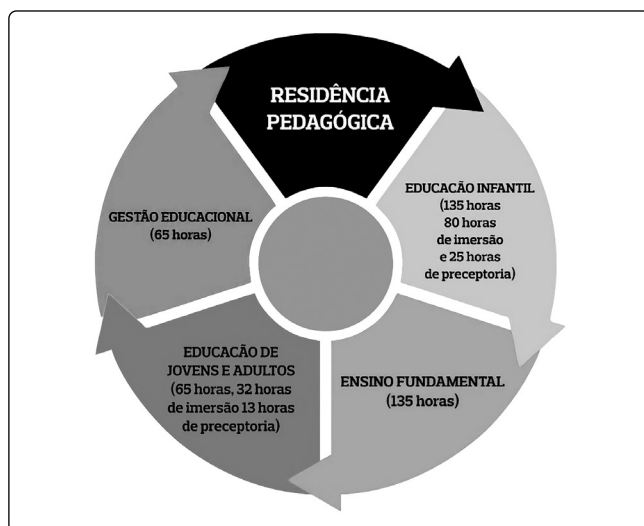 RESIDÊNCIA
PEDAGÓGICA
EDUCAÇÃO INFANTIL
(135 horas
80 horas
de imersão
e 25 horas
de preceptoria)
ENSINO FUNDAMENTAL
(135 horas)
EDUCAÇÃO DE
JOVENS E ADULTOS
(65 horas, 32 horas
de imersão 13 horas
de preceptoria)
GESTÃO EDUCACIONAL
(65 horas)